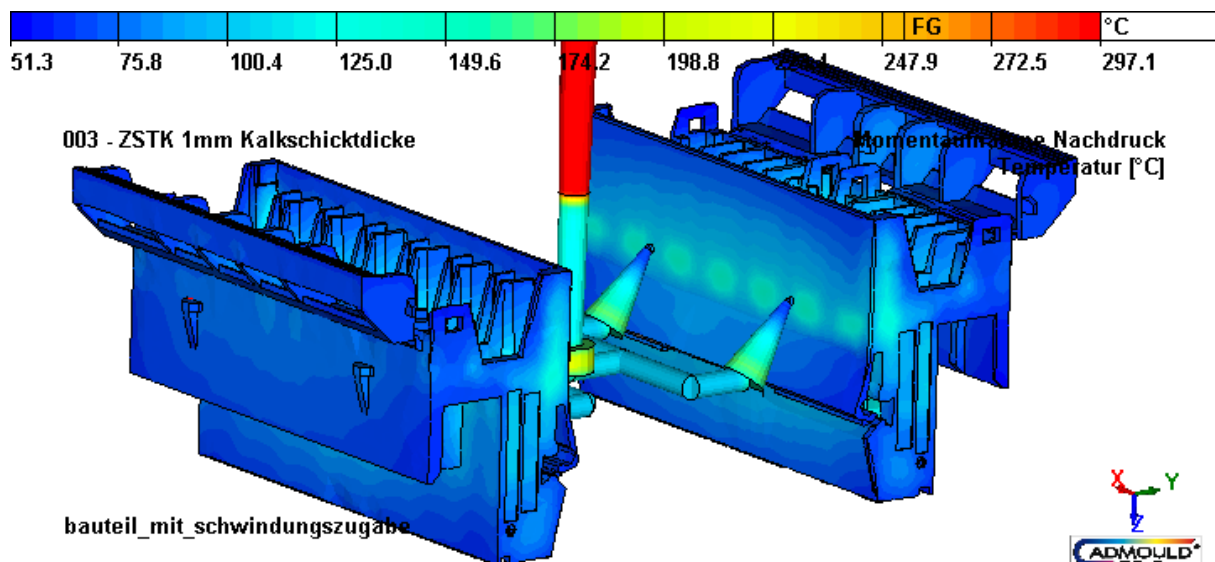 FG °C
51.3 75.8 100.4 125.0 149.6 174.2 198.8 247.9 272.5 297.1
003 - ZSTK 1mm Kalkschicktdicke
Momentaufnahme Nachdruck
Temperatur [°C]
bauteil_mit_schwindungszugabe
X Y Z
CADMOULD